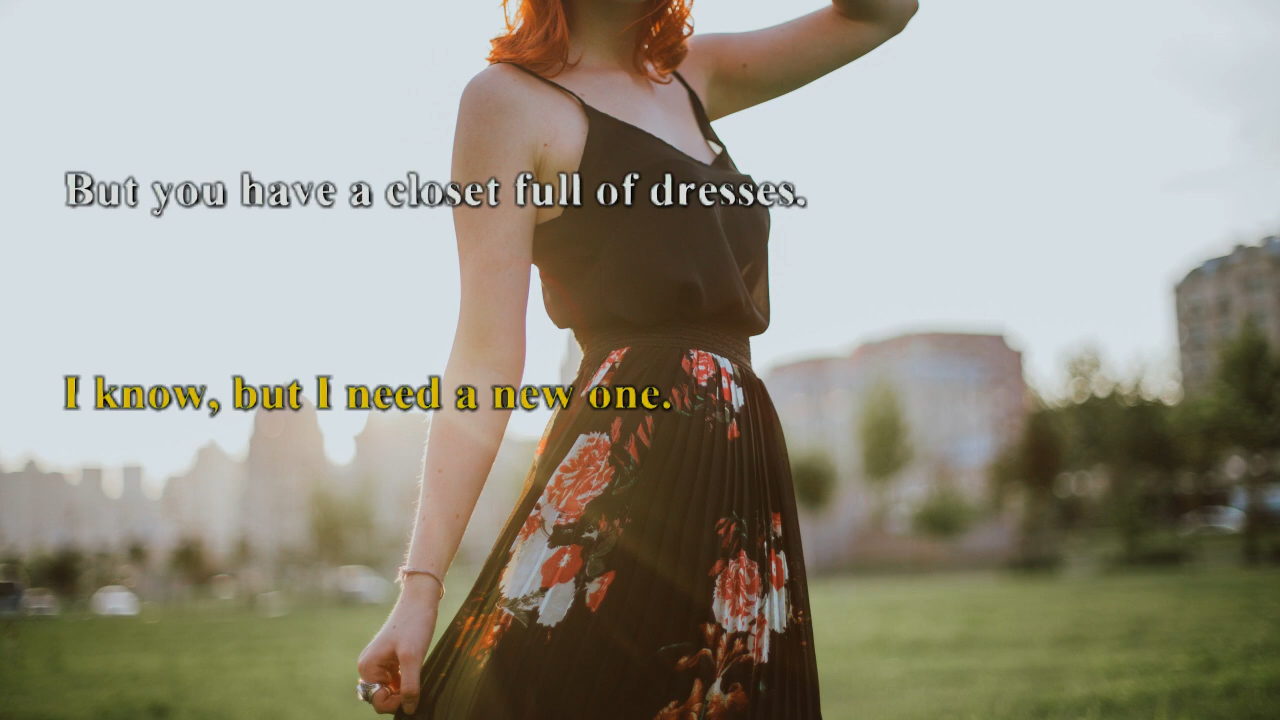 But you have a closet full of dresses.
I know, but I need a new one.